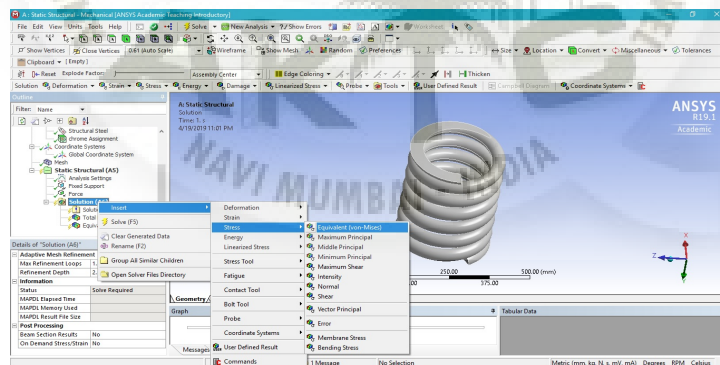 A : Static Structural - Mechanical [ANSYS Academic Teaching Introductory]
File Edit View Units Tools Help Solve New Analysis ?/ Show Errors Worksheet
Show Vertices Close Vertices 0.61 (Auto Scale) Wireframe Show Mesh Random Preferences Size Location Convert Miscellaneous Tolerances
Clipboard [ Empty ]
Reset Explode Factor: Assembly Center Edge Coloring Thicken
Solution Deformation Strain Stress Energy Damage Linearized Stress Probe Tools User Defined Result Campbell Diagram Coordinate Systems
Outline
Filter: Name
Structural Steel
chrome Assignment
Coordinate Systems
Global Coordinate System
Mesh
Static Structural (A5)
Analysis Settings
Fixed Support
Force
Solution (A6)
Solu
Total
Equiv
A: Static Structural
Solution
Time: 1. s
4/19/2019 11:01 PM
ANSYS
R19.1
Academic
NAVI MUMBAI - INDIA
Insert
Solve (F5)
Clear Generated Data
Rename (F2)
Group All Similar Children
Open Solver Files Directory
Deformation
Strain
Stress
Energy
Linearized Stress
Stress Tool
Fatigue
Contact Tool
Bolt Tool
Probe
Coordinate Systems
User Defined Result
Commands
Equivalent (von-Mises)
Maximum Principal
Middle Principal
Minimum Principal
Maximum Shear
Intensity
Normal
Shear
Vector Principal
Error
Membrane Stress
Bending Stress
250.00 500.00 (mm)
375.00
X
Z
Details of "Solution (A6)"
Adaptive Mesh Refinement
Max Refinement Loops 1.
Refinement Depth 2.
Information
Status Solve Required
MAPDL Elapsed Time
MAPDL Memory Used
MAPDL Result File Size
Post Processing
Beam Section Results No
On Demand Stress/Strain No
Geometry
Graph
Tabular Data
Messages
1 Message No Selection Metric (mm, kg, N, s, mV, mA) Degrees RPM Celsius